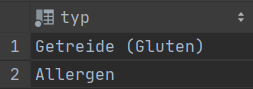 typ
1 Getreide (Gluten)
2 Allergen